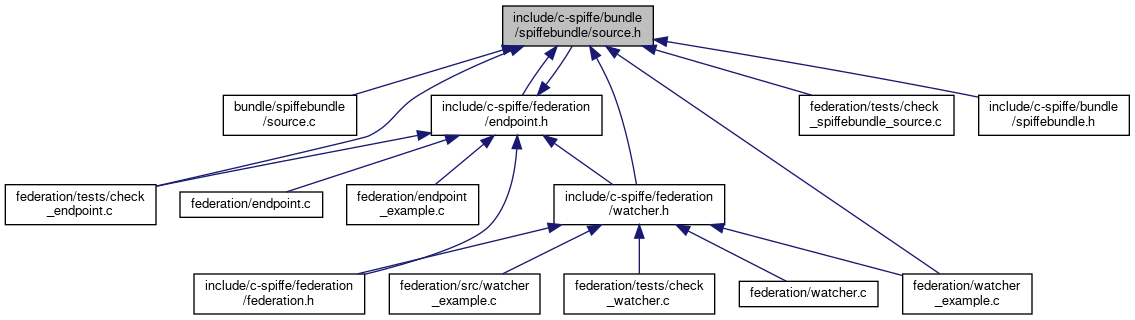 include/c-spiffe/bundle
/spiffebundle/source.h
bundle/spiffebundle
/source.c
include/c-spiffe/federation
/endpoint.h
federation/tests/check
_spiffebundle_source.c
include/c-spiffe/bundle
/spiffebundle.h
federation/tests/check
_endpoint.c
federation/endpoint.c
federation/endpoint
_example.c
include/c-spiffe/federation
/watcher.h
include/c-spiffe/federation
/federation.h
federation/src/watcher
_example.c
federation/tests/check
_watcher.c
federation/watcher.c
federation/watcher
_example.c